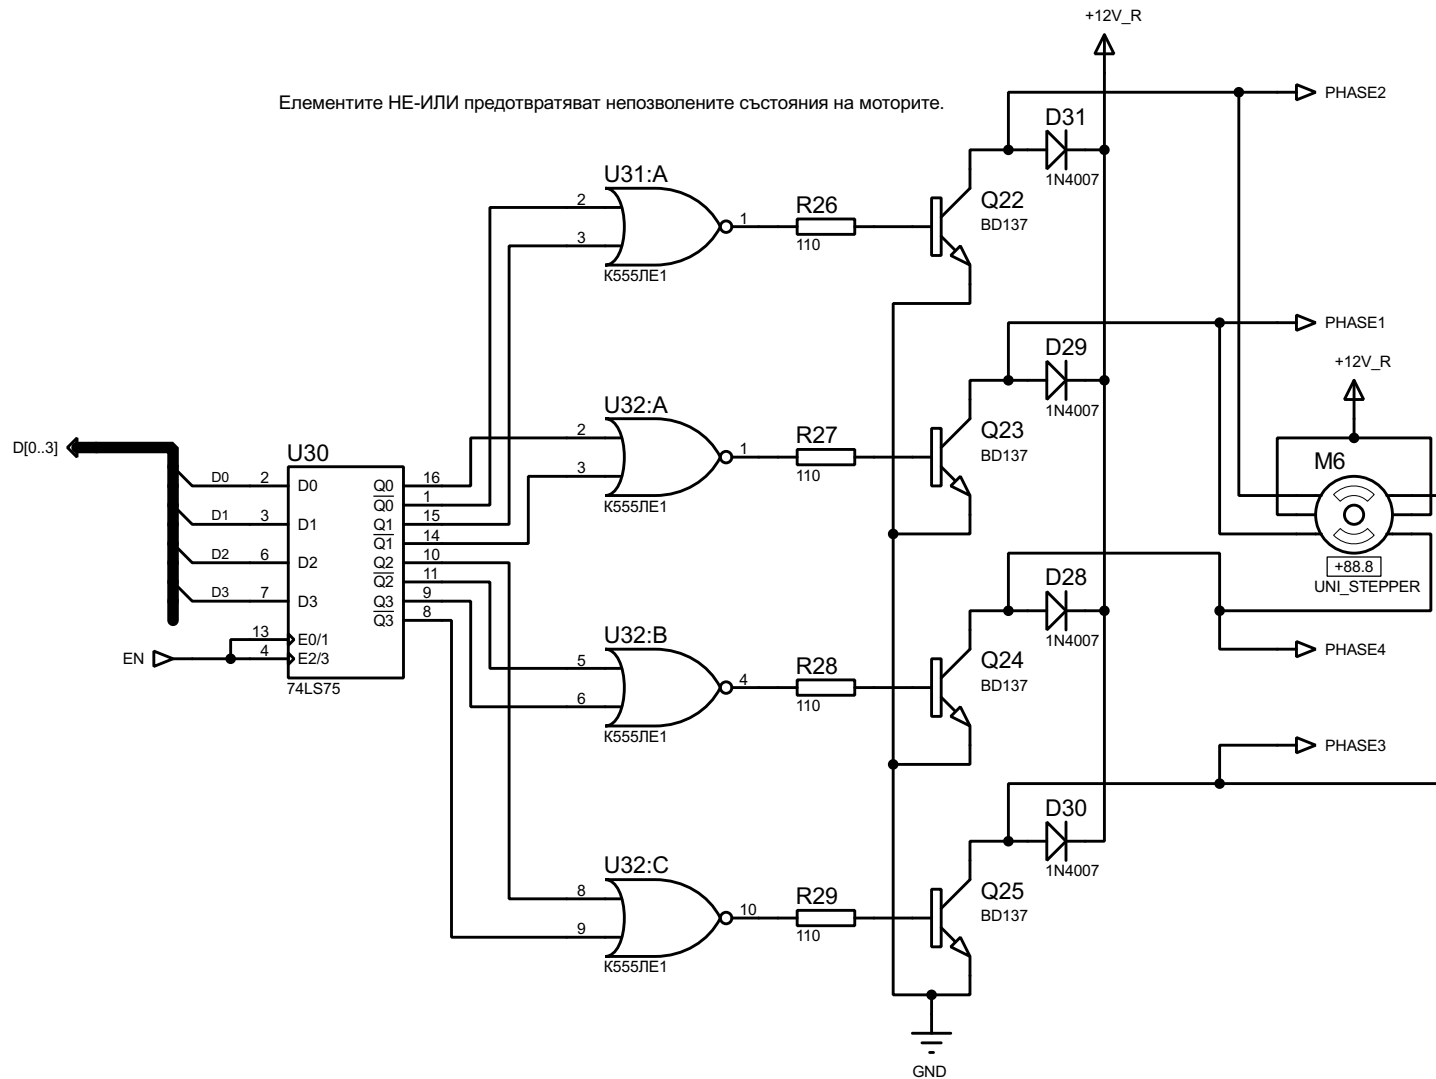 +12V_R
Елементите НЕ-ИЛИ предотвратяват непозволените състояния на моторите.
PHASE2
D31
1N4007
U31:A
2
3
1
К555ЛЕ1
R26
110
Q22
BD137
PHASE1
D29
1N4007
+12V_R
U32:A
2
3
1
К555ЛЕ1
R27
110
Q23
BD137
M6
+88.8
UNI_STEPPER
D[0..3]
U30
D0 2 D0 Q0 16
Q0 1
D1 3 D1 Q1 15
Q1 14
D2 6 D2 Q2 10
Q2 11
D3 7 D3 Q3 9
Q3 8
13 E0/1
EN 4 E2/3
74LS75
D28
1N4007
U32:B
5
6
4
К555ЛЕ1
R28
110
Q24
BD137
PHASE4
PHASE3
D30
1N4007
U32:C
8
9
10
К555ЛЕ1
R29
110
Q25
BD137
GND